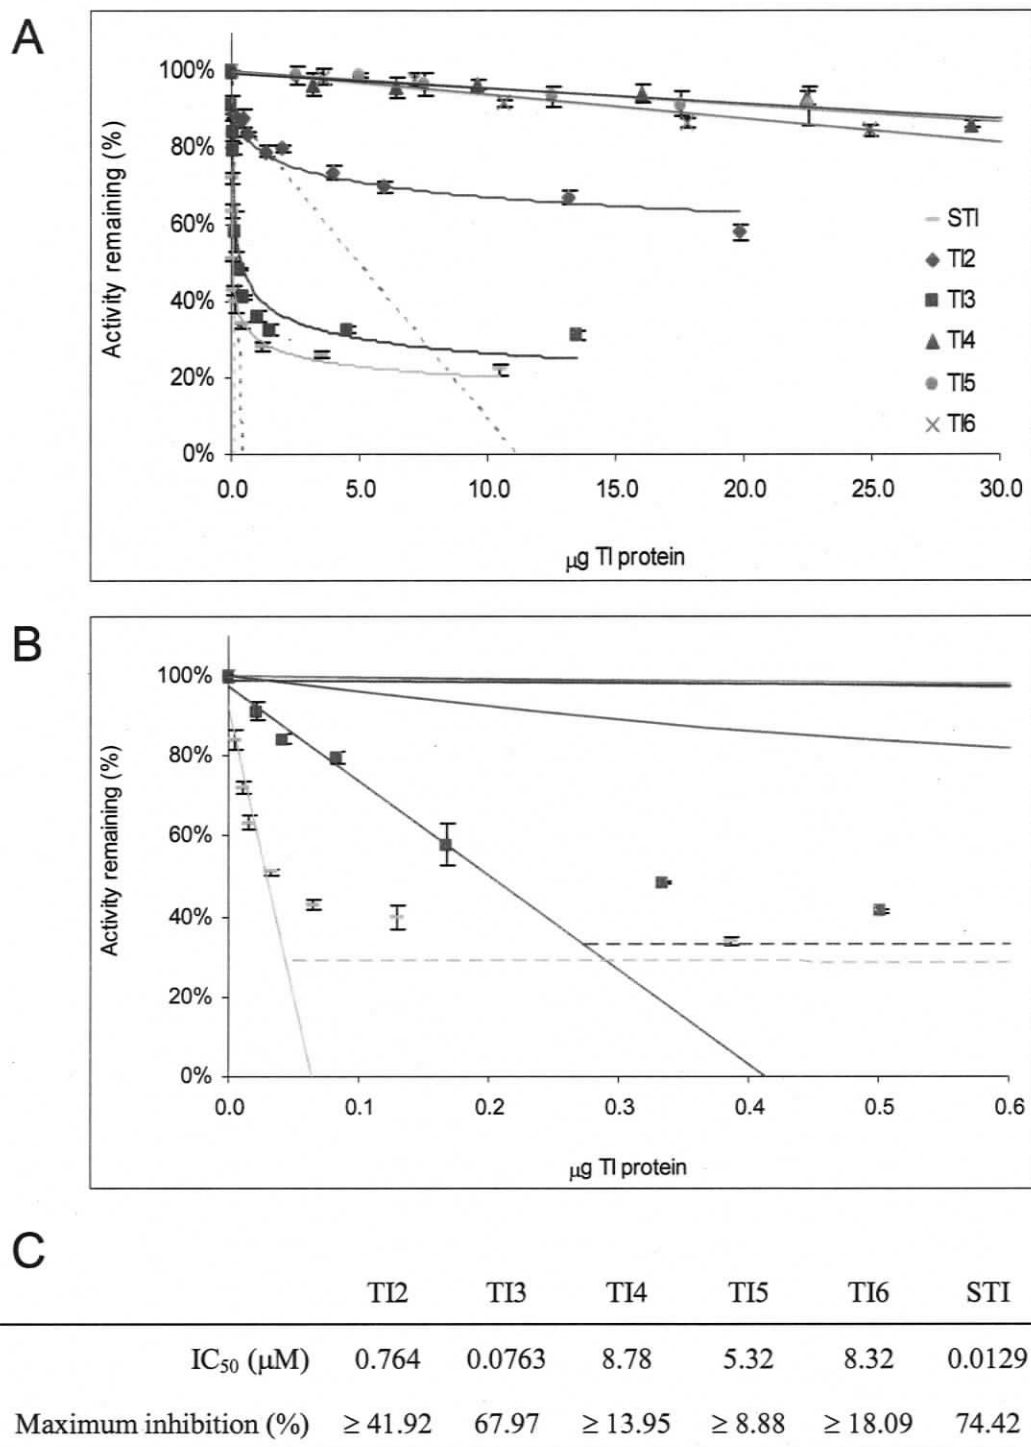 A
Activity remaining (%)
100%
80%
60%
40%
20%
0%
0.0 5.0 10.0 15.0 20.0 25.0 30.0
µg TI protein
STI
TI2
TI3
TI4
TI5
TI6
B
Activity remaining (%)
100%
80%
60%
40%
20%
0%
0.0 0.1 0.2 0.3 0.4 0.5 0.6
µg TI protein
C
TI2 TI3 TI4 TI5 TI6 STI
IC₅₀ (µM) 0.764 0.0763 8.78 5.32 8.32 0.0129
Maximum inhibition (%) ≥ 41.92 67.97 ≥ 13.95 ≥ 8.88 ≥ 18.09 74.42